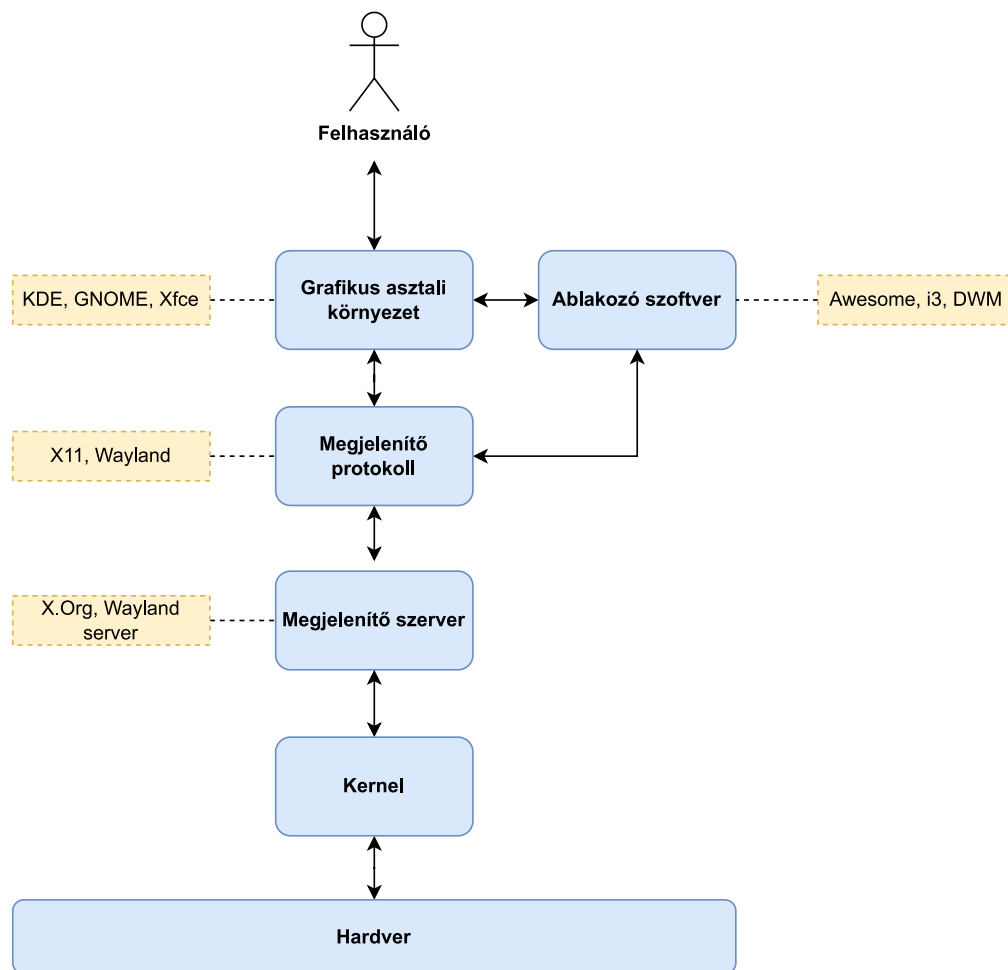 Felhasználó
KDE, GNOME, Xfce
Grafikus asztali
környezet
Ablakozó szoftver
Awesome, i3, DWM
X11, Wayland
Megjelenítő
protokoll
X.Org, Wayland
server
Megjelenítő szerver
Kernel
Hardver